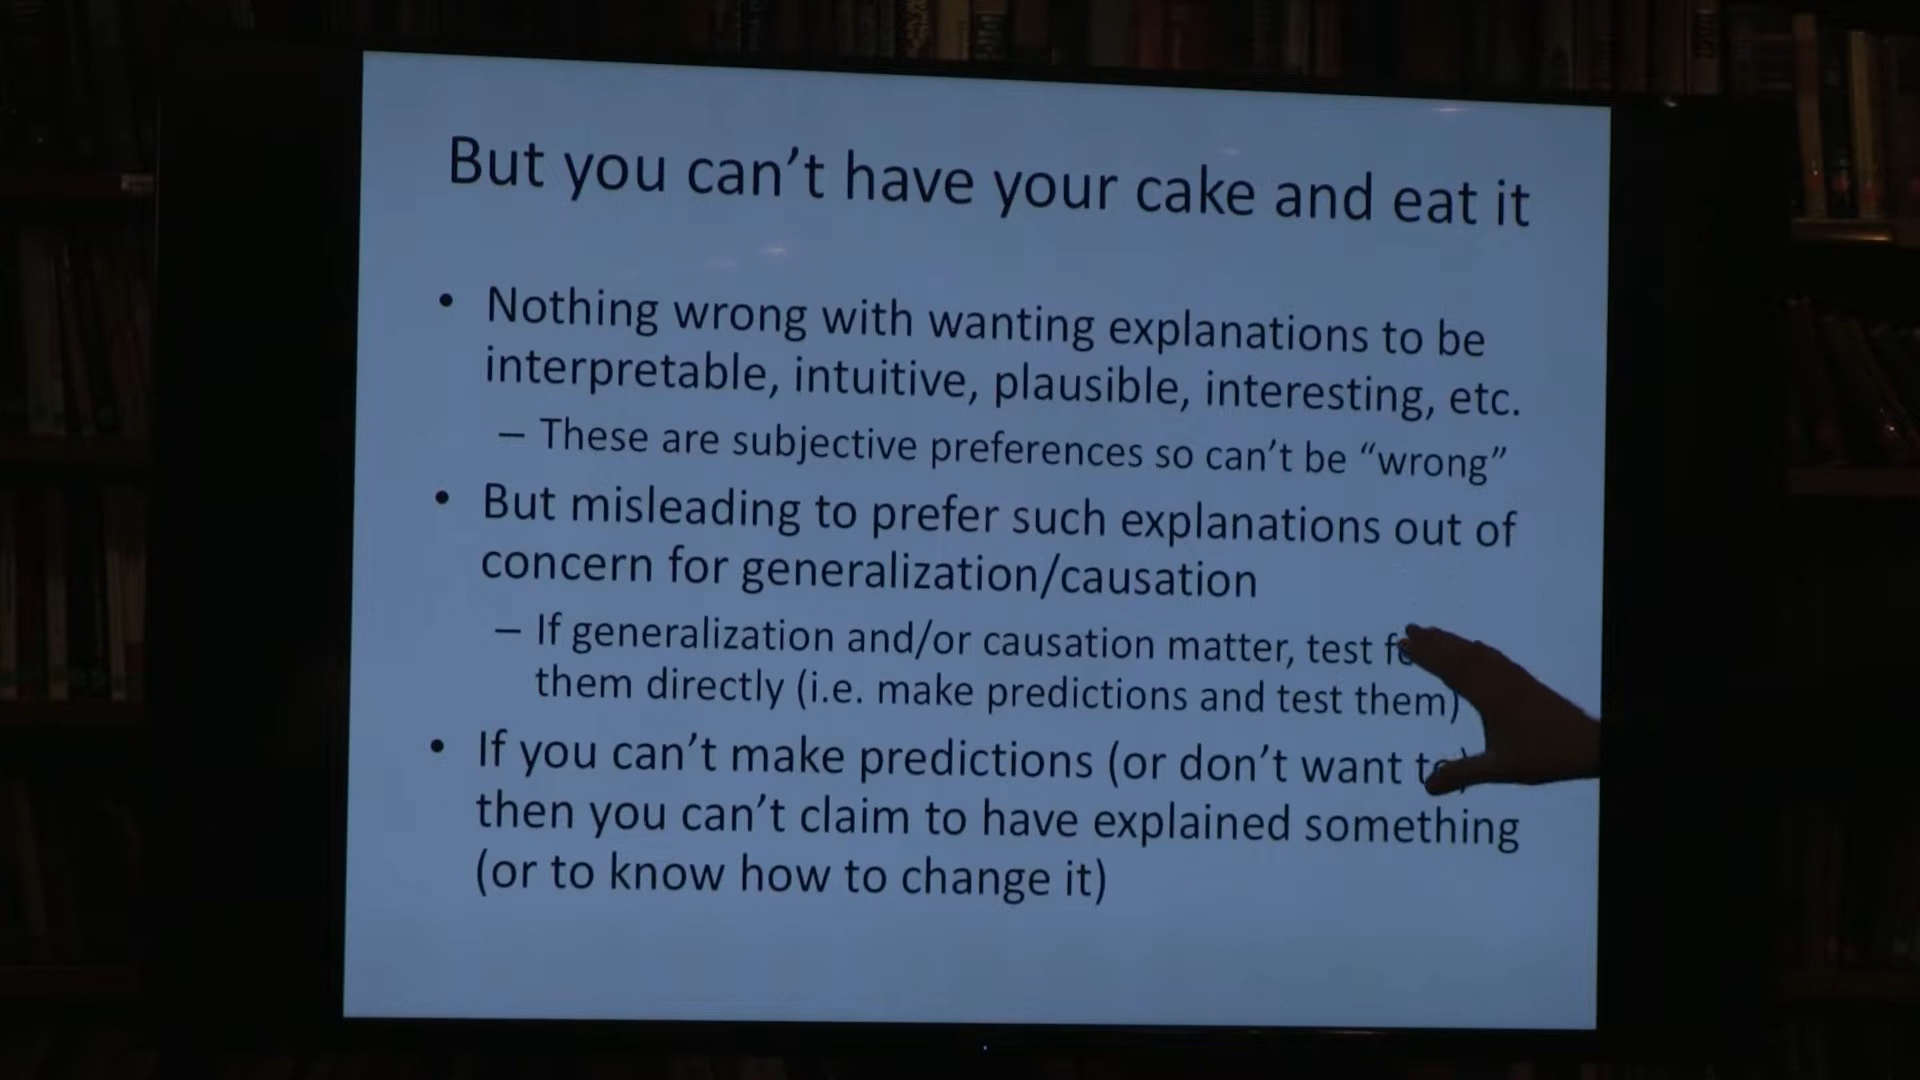 But you can't have your cake and eat it
• Nothing wrong with wanting explanations to be
interpretable, intuitive, plausible, interesting, etc.
– These are subjective preferences so can't be “wrong”
• But misleading to prefer such explanations out of
concern for generalization/causation
– If generalization and/or causation matter, test
them directly (i.e. make predictions and test them)
• If you can't make predictions (or don't want to)
then you can't claim to have explained something
(or to know how to change it)